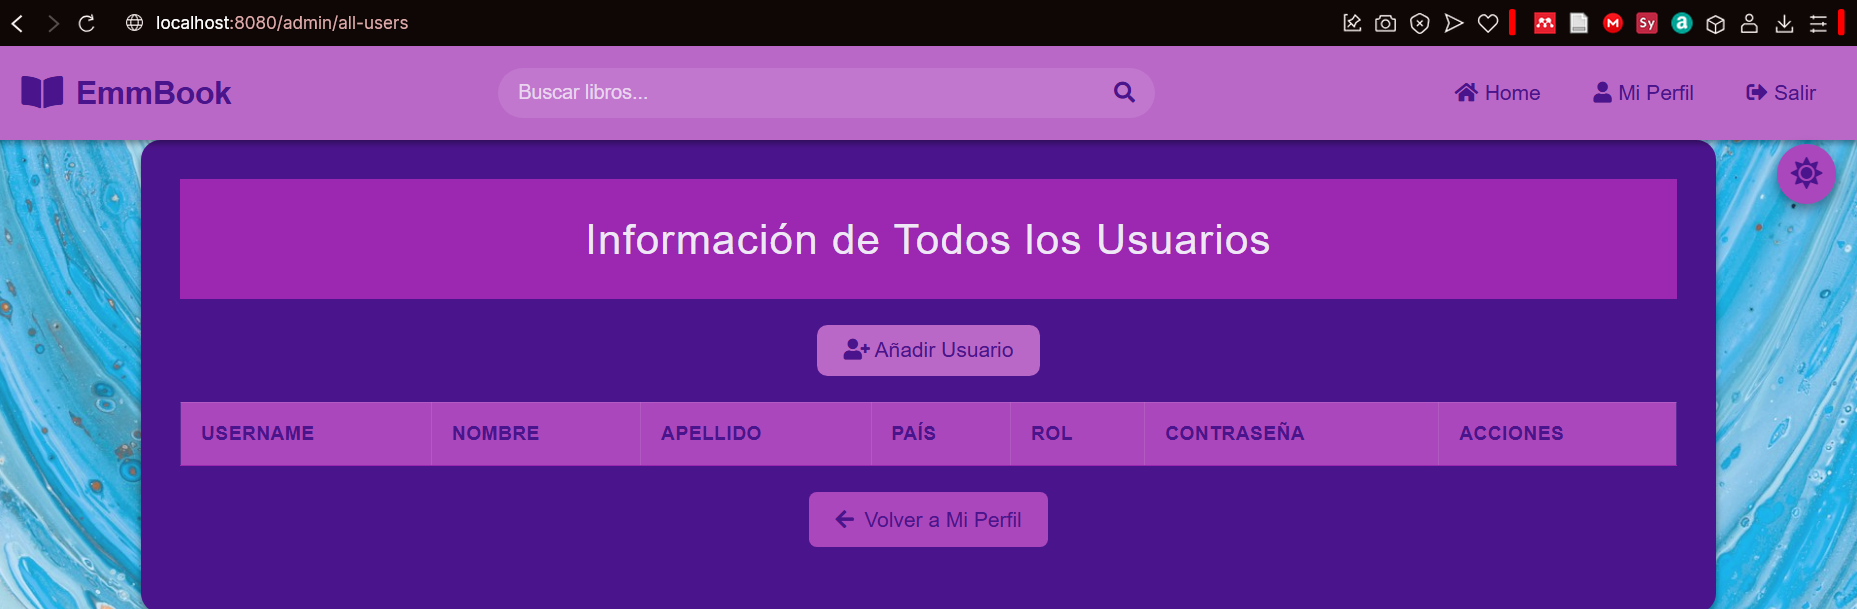 localhost:8080/admin/all-users
EmmBook
Buscar libros...
Home
Mi Perfil
Salir
Información de Todos los Usuarios
Añadir Usuario
USERNAME NOMBRE APELLIDO PAÍS ROL CONTRASEÑA ACCIONES
Volver a Mi Perfil